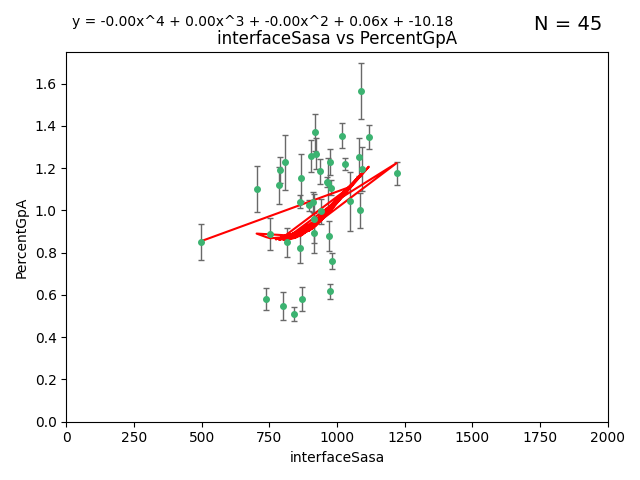 y = -0.00x^4 + 0.00x^3 + -0.00x^2 + 0.06x + -10.18
N = 45
interfaceSasa vs PercentGpA
PercentGpA
1.6
1.4
1.2
1.0
0.8
0.6
0.4
0.2
0.0
0 250 500 750 1000 1250 1500 1750 2000
interfaceSasa